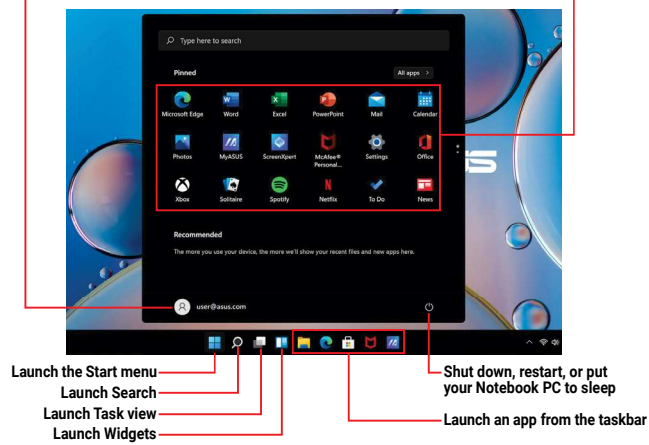 Type here to search
Pinned
All apps >
Microsoft Edge Word Excel PowerPoint Mail Calendar
Photos MyASUS ScreenXpert McAfee® Personal... Settings Office
Xbox Solitaire Spotify Netflix To Do News
Recommended
The more you use your device, the more we'll show your recent files and new apps here.
user@asus.com
Launch the Start menu
Launch Search
Launch Task view
Launch Widgets
Shut down, restart, or put
your Notebook PC to sleep
Launch an app from the taskbar